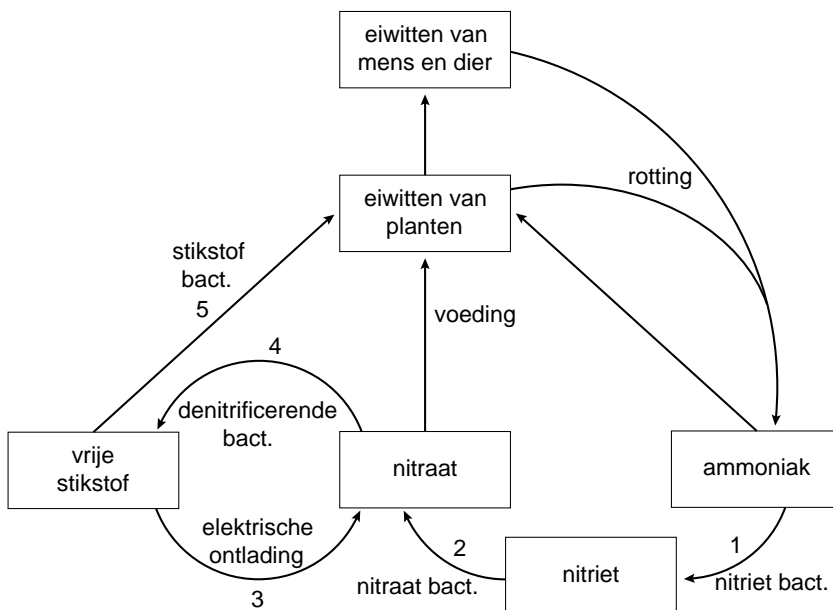 eiwitten van
mens en dier
rotting
eiwitten van
planten
stikstof
bact.
5
voeding
4
denitrificerende
bact.
vrije
stikstof
nitraat
ammoniak
elektrische
ontlading
3
2
nitraat bact.
nitriet
1
nitriet bact.